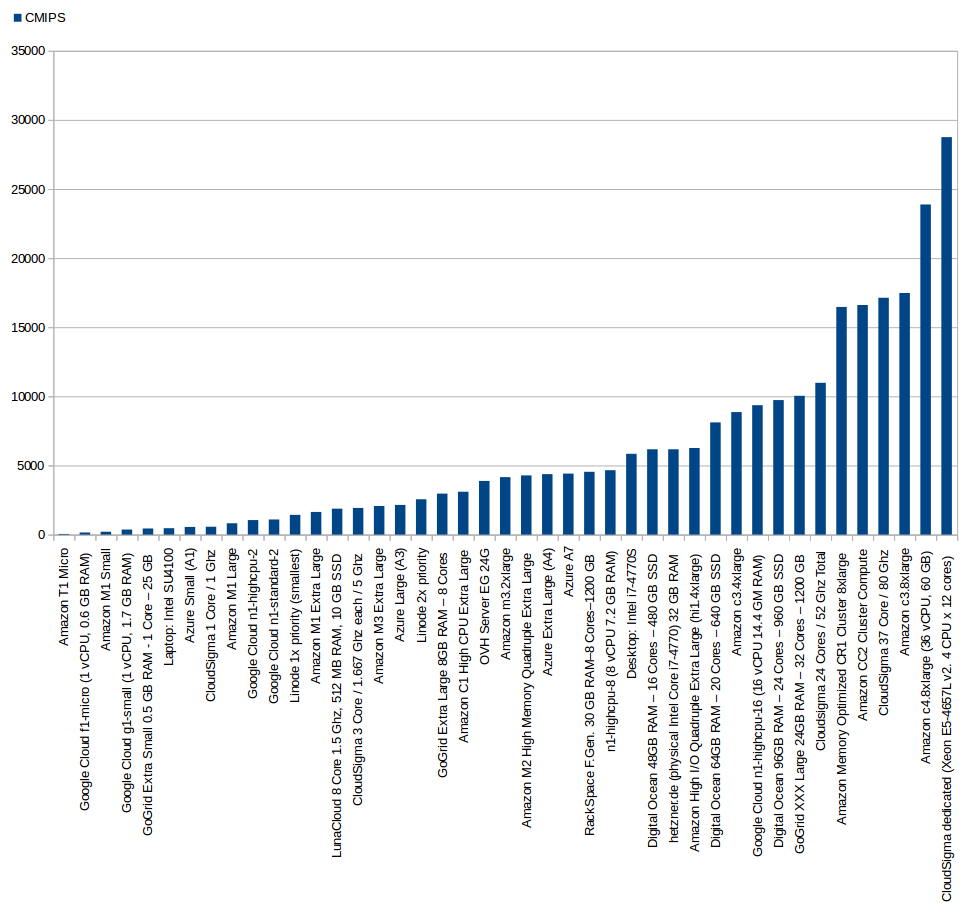 CMIPS
35000
30000
25000
20000
15000
10000
5000
0
Amazon T1 Micro
Google Cloud f1-micro (1 vCPU, 0.6 GB RAM)
Amazon M1 Small
Google Cloud g1-small (1 vCPU, 1.7 GB RAM)
GoGrid Extra Small 0.5 GB RAM - 1 Core – 25 GB
Laptop: Intel SU4100
Azure Small (A1)
CloudSigma 1 Core / 1 Ghz
Amazon M1 Large
Google Cloud n1-highcpu-2
Google Cloud n1-standard-2
Linode 1x priority (smallest)
Amazon M1 Extra Large
LunaCloud 8 Core 1.5 Ghz, 512 MB RAM, 10 GB SSD
CloudSigma 3 Core / 1.667 Ghz each / 5 Ghz
Amazon M3 Extra Large
Azure Large (A3)
Linode 2x priority
GoGrid Extra Large 8GB RAM – 8 Cores
Amazon C1 High CPU Extra Large
OVH Server EG 24G
Amazon m3.2xlarge
Amazon M2 High Memory Quadruple Extra Large
Azure Extra Large (A4)
Azure A7
RackSpace F.Gen. 30 GB RAM–8 Cores–1200 GB
n1-highcpu-8 (8 vCPU 7.2 GB RAM)
Desktop: Intel i7-4770S
Digital Ocean 48GB RAM – 16 Cores – 480 GB SSD
hetzner.de (physical Intel Core i7-4770) 32 GB RAM
Amazon High I/O Quadruple Extra Large (hi1.4xlarge)
Digital Ocean 64GB RAM – 20 Cores – 640 GB SSD
Amazon c3.4xlarge
Google Cloud n1-highcpu-16 (16 vCPU 14.4 GM RAM)
Digital Ocean 96GB RAM – 24 Cores – 960 GB SSD
GoGrid XXX Large 24GB RAM – 32 Cores – 1200 GB
Cloudsigma 24 Cores / 52 Ghz Total
Amazon Memory Optimized CR1 Cluster 8xlarge
Amazon CC2 Cluster Compute
CloudSigma 37 Core / 80 Ghz
Amazon c3.8xlarge
Amazon c4.8xlarge (36 vCPU, 60 GB)
CloudSigma dedicated (Xeon E5-4657L v2. 4 CPU x 12 cores)